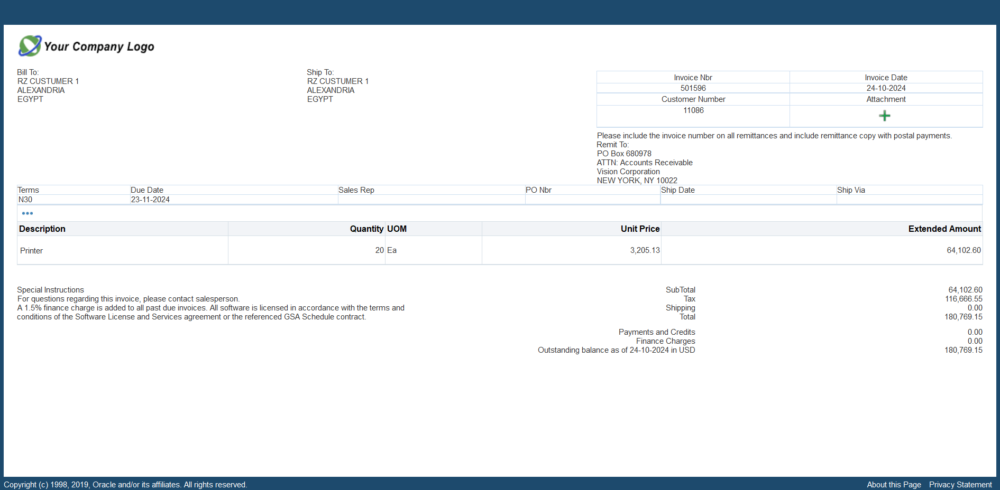 Your Company Logo
Bill To:
RZ CUSTUMER 1
ALEXANDRIA
EGYPT
Ship To:
RZ CUSTUMER 1
ALEXANDRIA
EGYPT
Invoice Nbr Invoice Date
501596 24-10-2024
Customer Number Attachment
11086
Please include the invoice number on all remittances and include remittance copy with postal payments.
Remit To:
PO Box 680978
ATTN: Accounts Receivable
Vision Corporation
NEW YORK, NY 10022
Terms Due Date Sales Rep PO Nbr Ship Date Ship Via
N30 23-11-2024
Description Quantity UOM Unit Price Extended Amount
Printer 20 Ea 3,205.13 64,102.60
Special Instructions
For questions regarding this invoice, please contact salesperson.
A 1.5% finance charge is added to all past due invoices. All software is licensed in accordance with the terms and
conditions of the Software License and Services agreement or the referenced GSA Schedule contract.
SubTotal 64,102.60
Tax 116,666.55
Shipping 0.00
Total 180,769.15
Payments and Credits 0.00
Finance Charges 0.00
Outstanding balance as of 24-10-2024 in USD 180,769.15
Copyright (c) 1998, 2019, Oracle and/or its affiliates. All rights reserved.
About this Page Privacy Statement